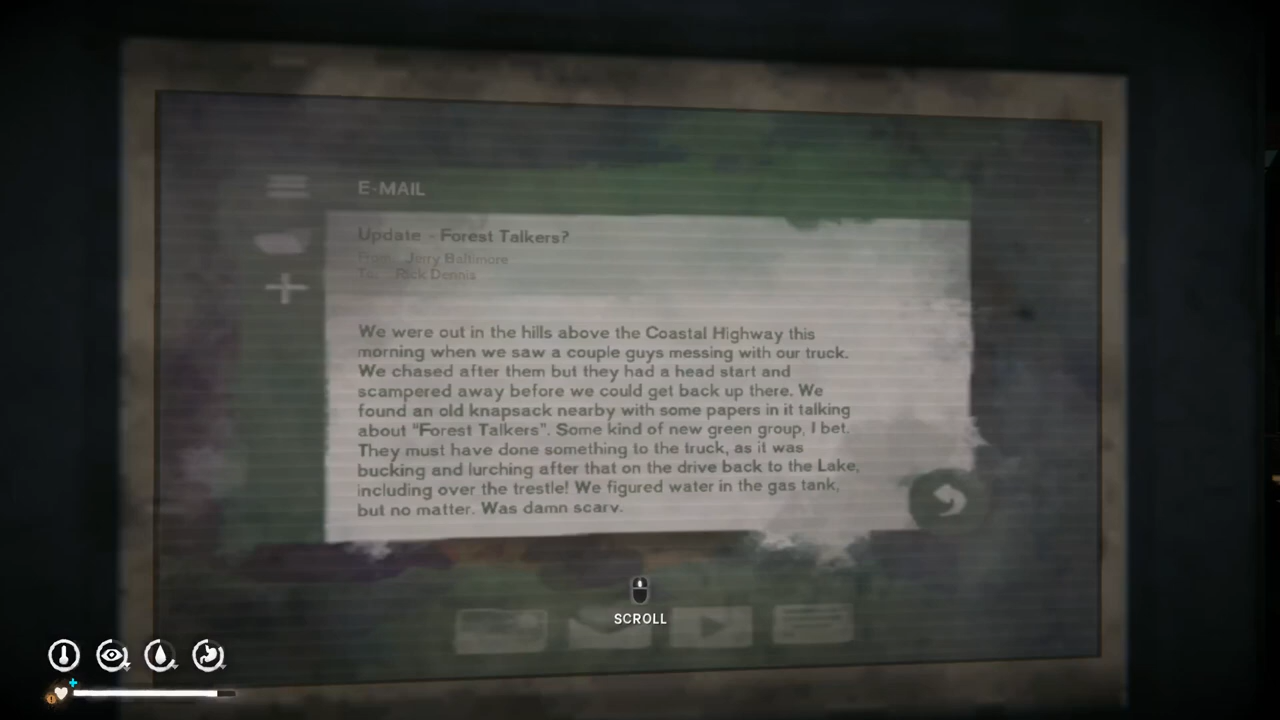 E-MAIL
Update - Forest Talkers?
From: Jerry Baltimore
To: Rick Dennis
We were out in the hills above the Coastal Highway this
morning when we saw a couple guys messing with our truck.
We chased after them but they had a head start and
scampered away before we could get back up there. We
found an old knapsack nearby with some papers in it talking
about "Forest Talkers". Some kind of new green group, I bet.
They must have done something to the truck, as it was
bucking and lurching after that on the drive back to the Lake,
including over the trestle! We figured water in the gas tank,
but no matter. Was damn scary.
SCROLL